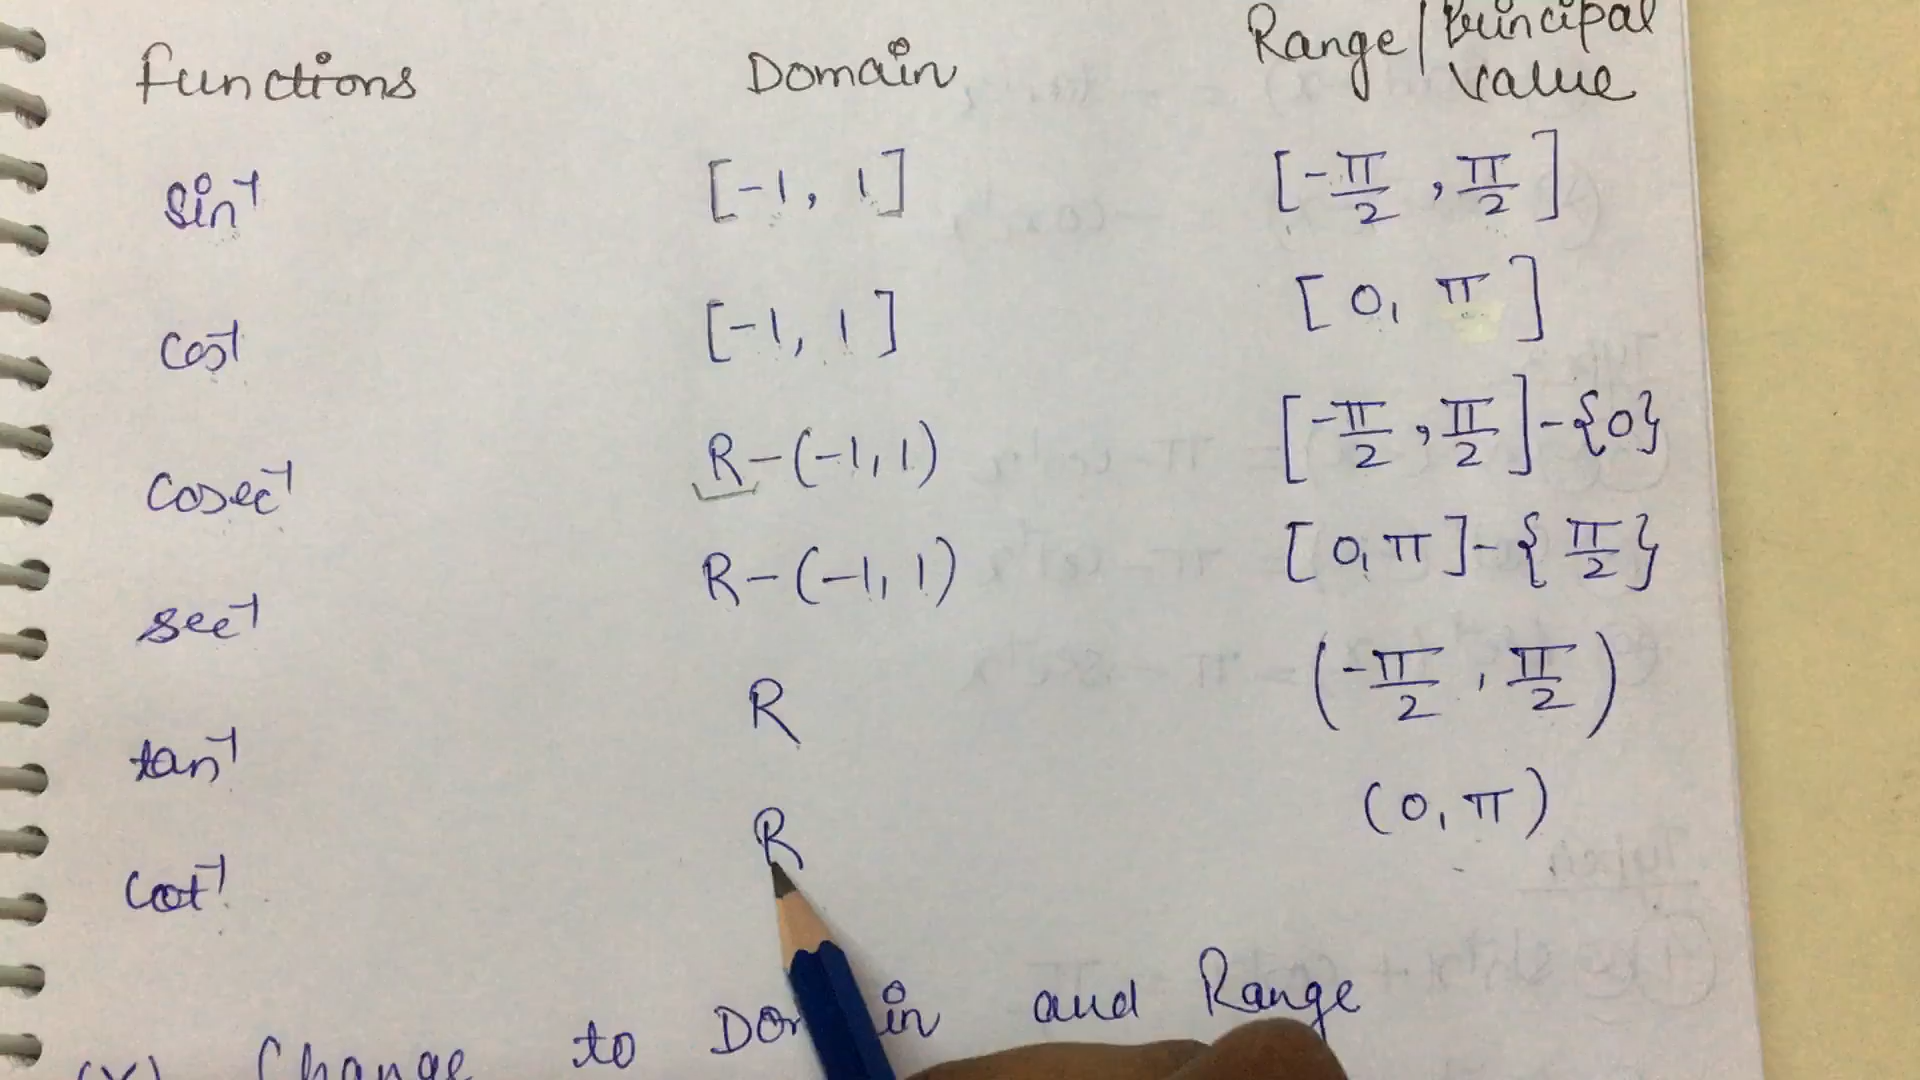 functions Domain Range/Principal value
sin⁻¹ [-1, 1] [-π/2, π/2]
cos⁻¹ [-1, 1] [0, π]
cosec⁻¹ R-(-1, 1) [-π/2, π/2]-{0}
sec⁻¹ R-(-1, 1) [0, π]-{π/2}
tan⁻¹ R (-π/2, π/2)
cot⁻¹ R (0, π)
Change to Domain and Range